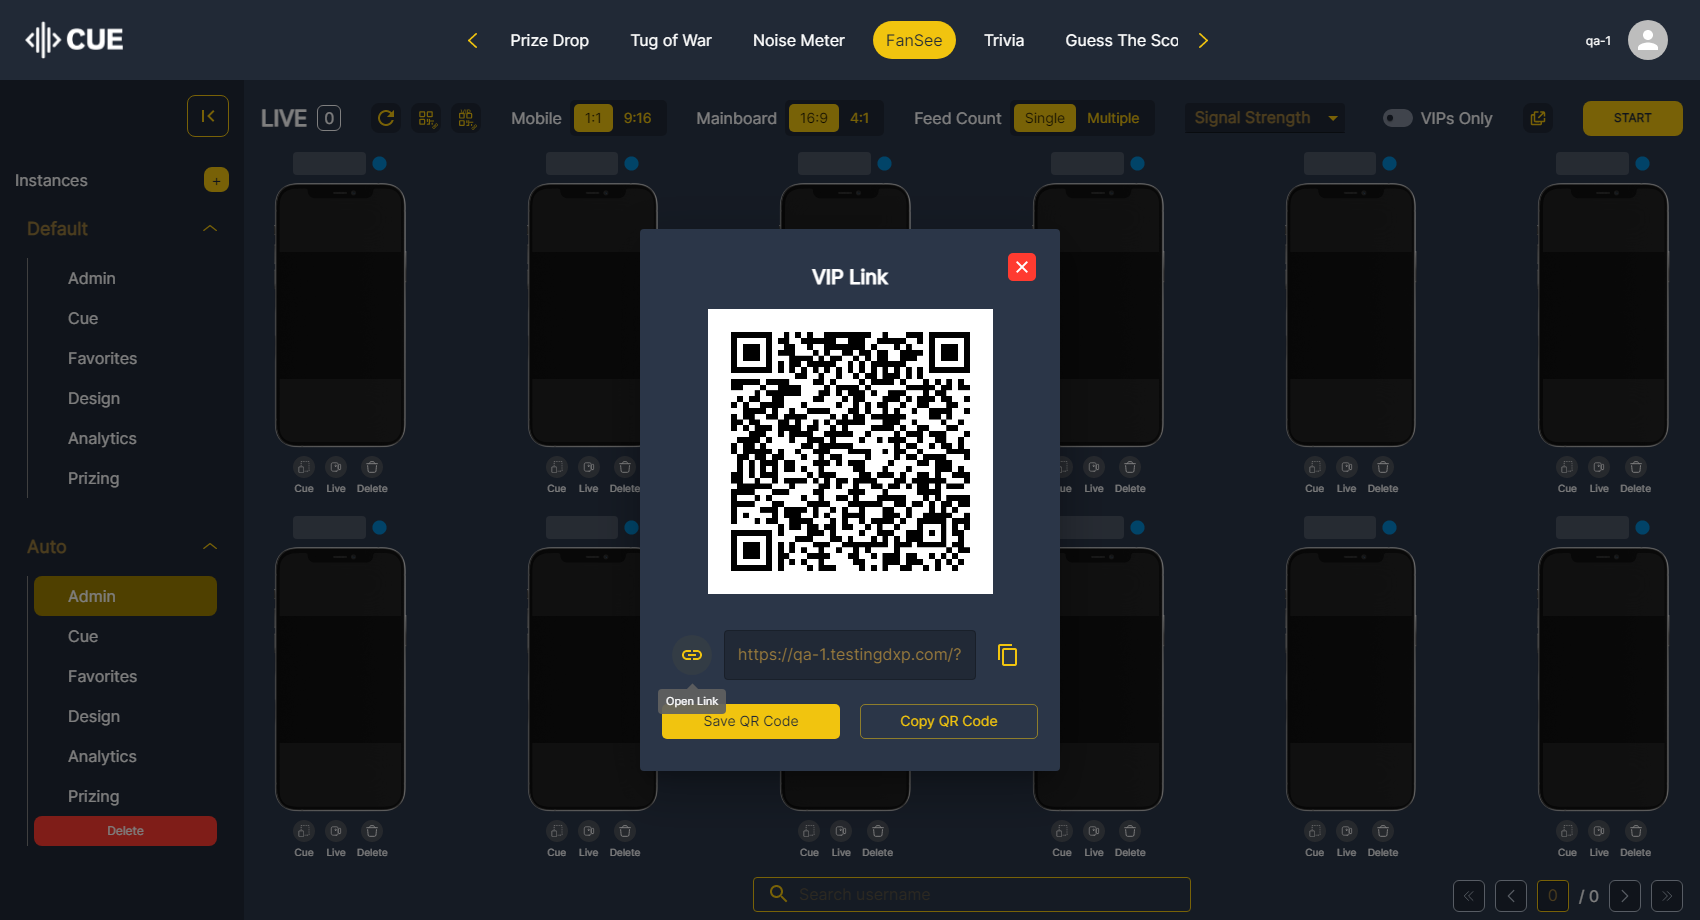 CUE
Prize Drop
Tug of War
Noise Meter
FanSee
Trivia
Guess The Sco
qa-1
LIVE 0
Mobile 1:1 9:16
Mainboard 16:9 4:1
Feed Count Single Multiple
Signal Strength
VIPs Only
START
Instances
+
Default
Admin
Cue
Favorites
Design
Analytics
Prizing
Auto
Admin
Cue
Favorites
Design
Analytics
Prizing
Delete
Cue Live Delete
Cue Live Delete
ue Live Delete
Cue Live Delete
Cue Live Delete
VIP Link
https://qa-1.testingdxp.com/?
Open Link
Save QR Code
Copy QR Code
Cue Live Delete
Cue Live Delete
Cue Live Delete
Cue Live Delete
Cue Live Delete
Cue Live Delete
Search username
0 / 0